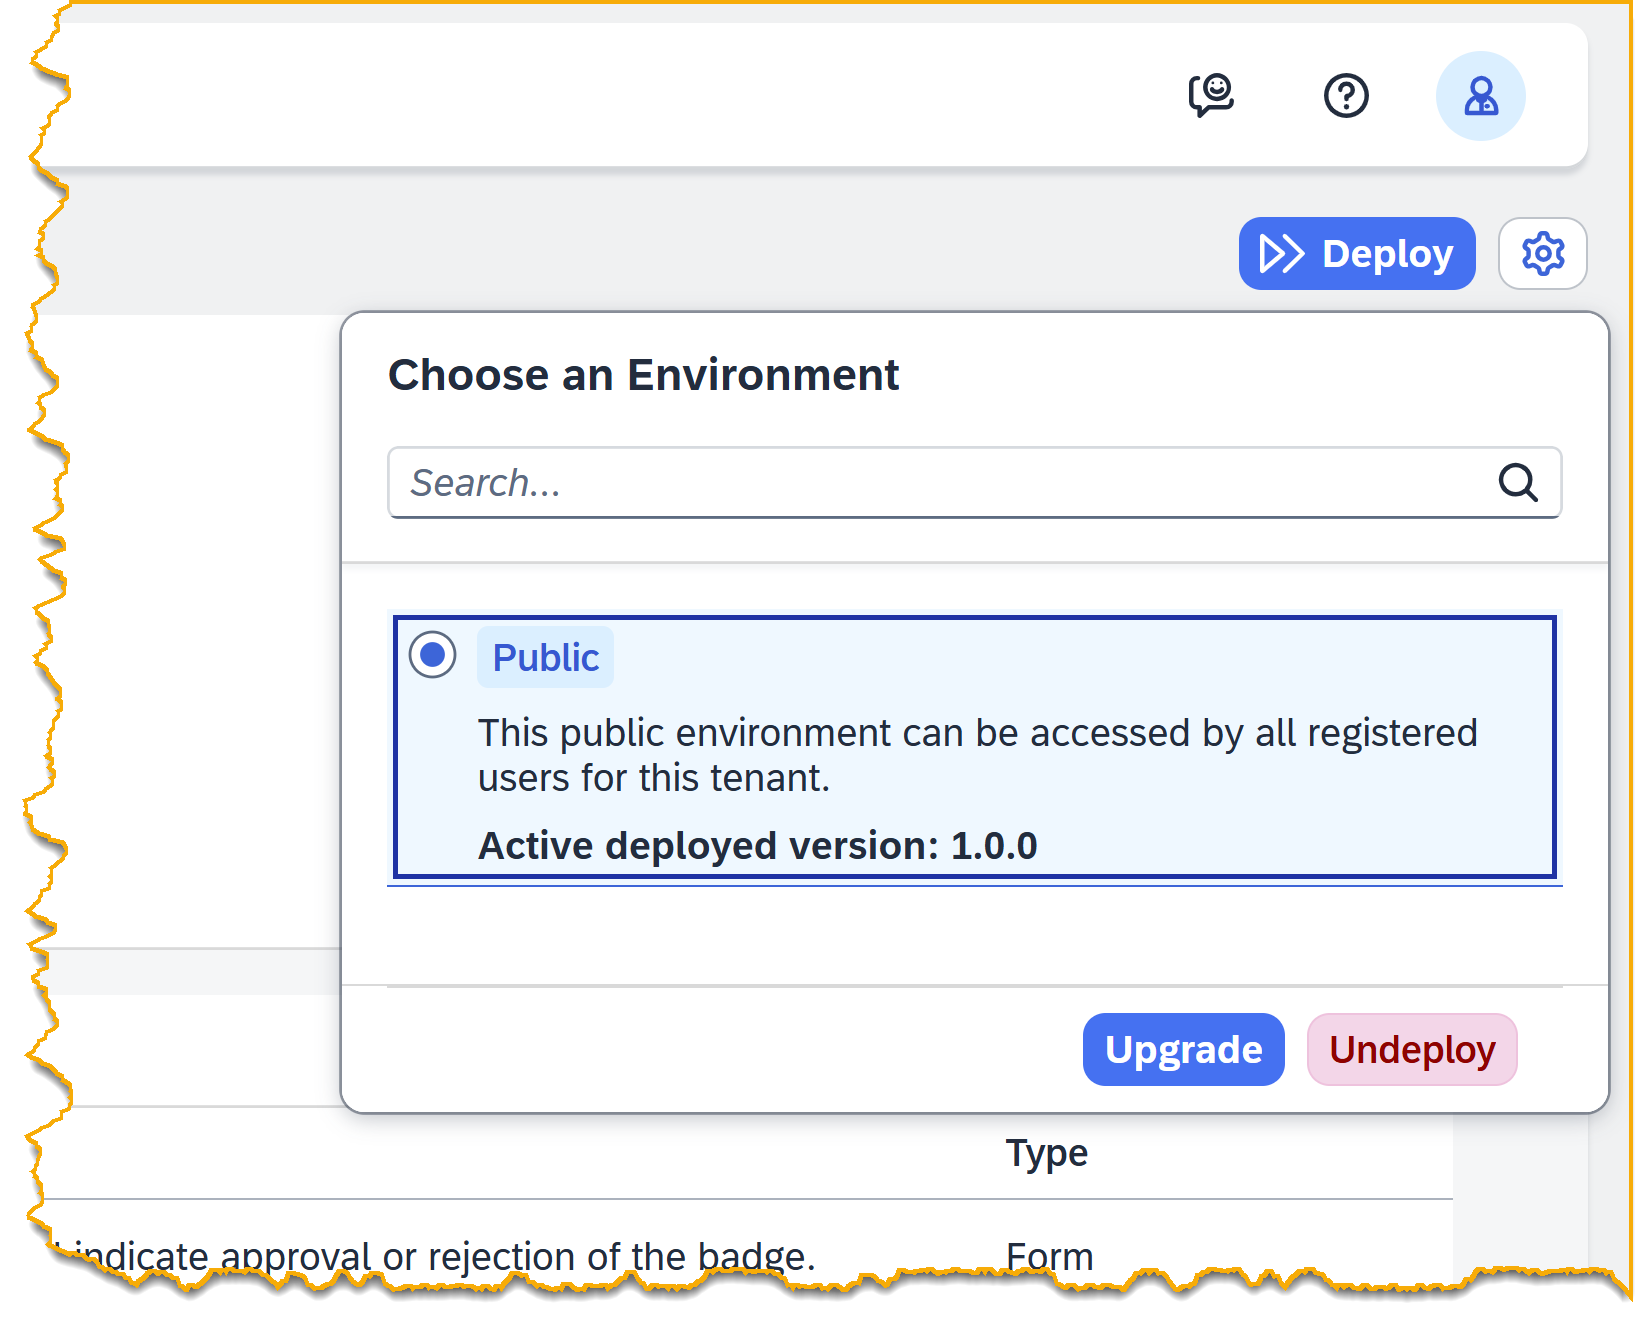 Deploy
Choose an Environment
Search...
Public
This public environment can be accessed by all registered
users for this tenant.
Active deployed version: 1.0.0
Upgrade
Undeploy
Type
indicate approval or rejection of the badge.
Form